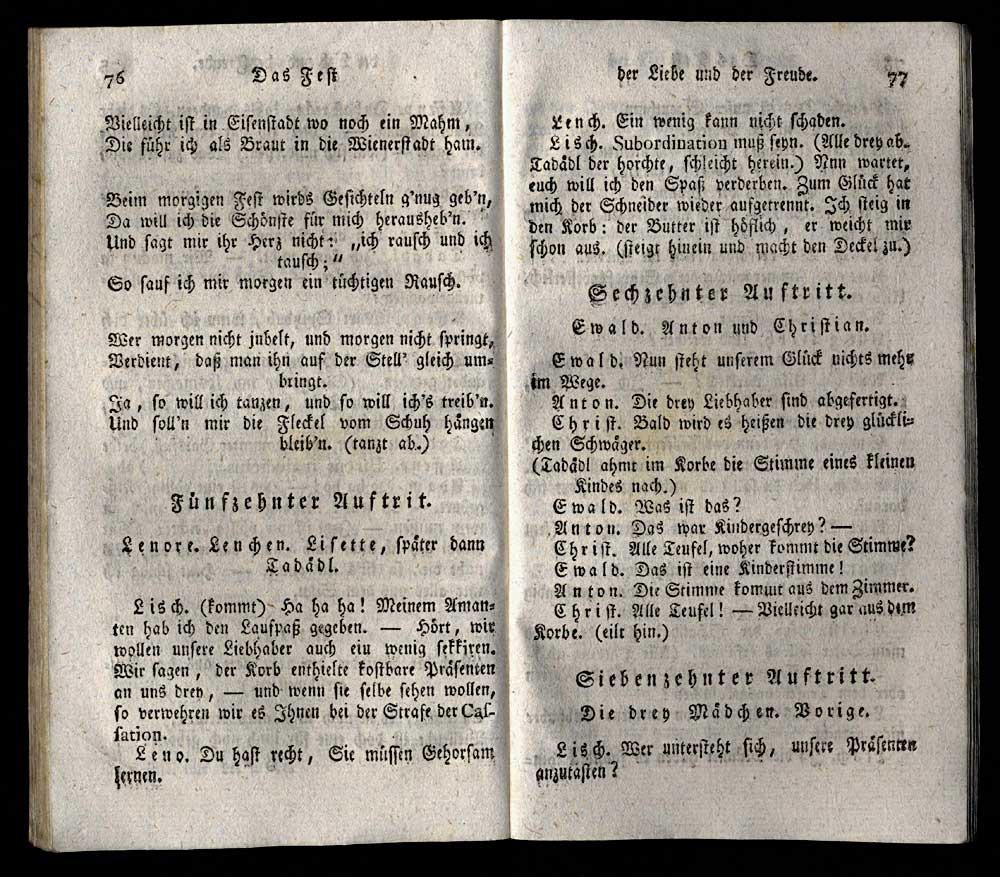 76 Das Fest
Vielleicht ist in Eisenstadt wo noch ein Mahm,
Die führ ich als Braut in die Wienerstadt ham.
Beim morgigen Fest wirds Gesichteln g'nug geb'n,
Da will ich die Schönste für mich herausheb'n.
Und sagt mir ihr Herz nicht: „ich rausch und ich
tausch;“
So sauf ich mir morgen ein tüchtigen Rausch.
Wer morgen nicht jubelt, und morgen nicht springt,
Verdient, daß man ihn auf der Stell' gleich um-
bringt.
Ja, so will ich tanzen, und so will ich's treib'n.
Und soll'n mir die Fleckel vom Schuh hängen
bleib'n. (tanzt ab.)
Fünfzehnter Auftrit.
Lenore. Lenchen. Lisette, später dann
Tadädl.
Lisch. (kommt) Ha ha ha! Meinem Aman-
ten hab ich den Laufpaß gegeben. — Hört, wir
wollen unsere Liebhaber auch eiu wenig sekkiren.
Wir sagen, der Korb enthielte kostbare Präsenten
an uns drey, — und wenn sie selbe sehen wollen,
so verwehren wir es Ihnen bei der Strafe der Cas-
sation.
Leno. Du hast recht, Sie müssen Gehorsam
lernen.
der Liebe und der Freude. 77
Lench. Ein wenig kann nicht schaden.
Lisch. Subordination muß seyn. (Alle drey ab.
Tadädl der horchte, schleicht herein.) Nun wartet,
euch will ich den Spaß verderben. Zum Glück hat
mich der Schneider wieder aufgetrennt. Ich steig in
den Korb: der Butter ist höflich, er weicht mir
schon aus. (steigt hinein und macht den Deckel zu.)
Sechzehnter Auftritt.
Ewald. Anton und Christian.
Ewald. Nun steht unserem Glück nichts mehr
im Wege.
Anton. Die drey Liebhaber sind abgefertigt.
Christ. Bald wird es heißen die drey glückli-
chen Schwäger.
(Tadädl ahmt im Korbe die Stimme eines kleinen
Kindes nach.)
Ewald. Was ist das?
Anton. Das war Kindergeschrey? —
Christ. Alle Teufel, woher kommt die Stimme?
Ewald. Das ist eine Kinderstimme!
Anton. Die Stimme kommt aus dem Zimmer.
Christ. Alle Teufel! — Vielleicht gar aus dem
Korbe. (eilt hin.)
Siebenzehnter Auftritt.
Die drey Mädchen. Vorige.
Lisch. Wer untersteht sich, unsere Präsenten
anzutasten?